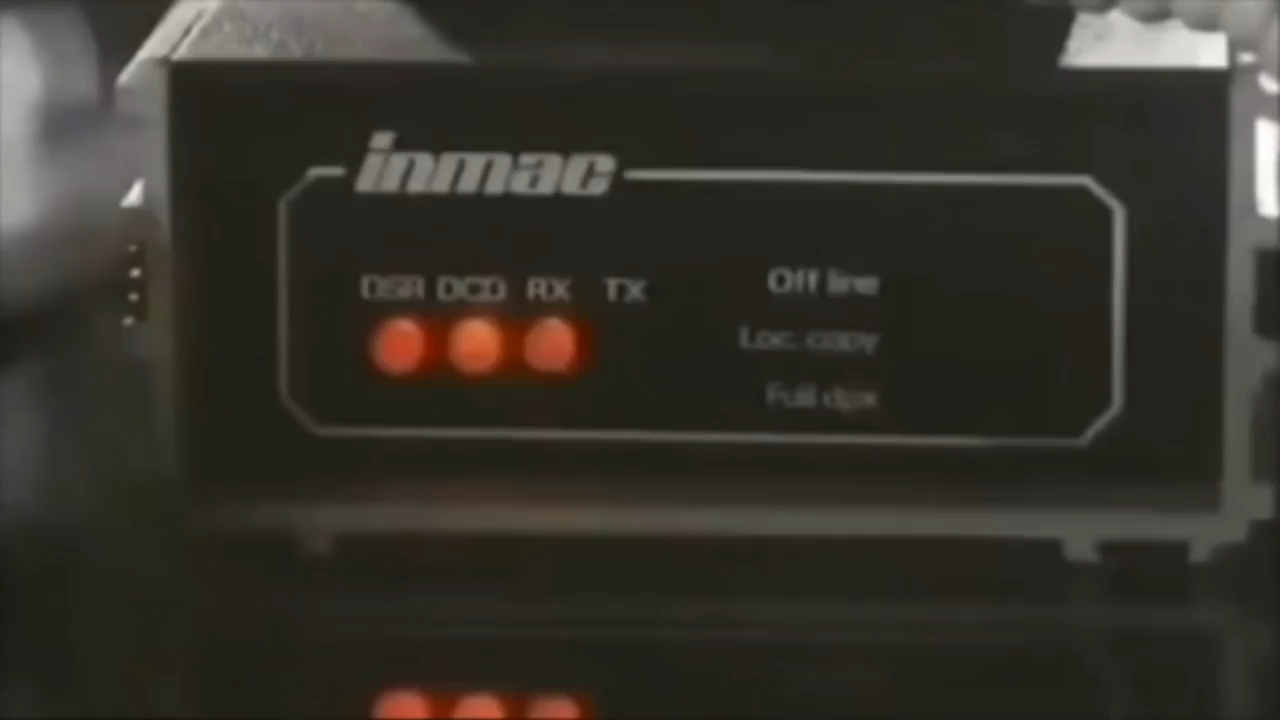 inmac
DSR DCD RX TX
Off line
Loc. copy
Full dpx